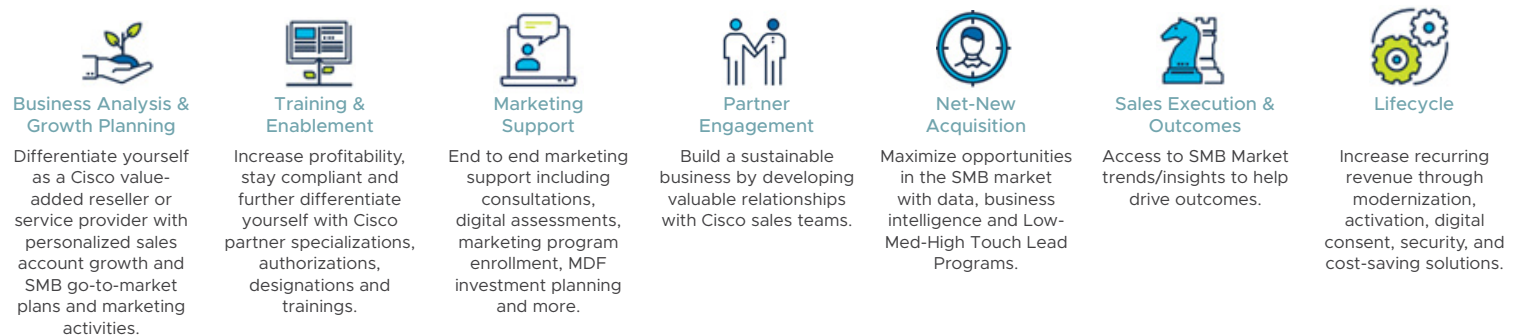 Business Analysis &
Growth Planning
Differentiate yourself
as a Cisco value-
added reseller or
service provider with
personalized sales
account growth and
SMB go-to-market
plans and marketing
activities.
Training &
Enablement
Increase profitability,
stay compliant and
further differentiate
yourself with Cisco
partner specializations,
authorizations,
designations and
trainings.
Marketing
Support
End to end marketing
support including
consultations,
digital assessments,
marketing program
enrollment, MDF
investment planning
and more.
Partner
Engagement
Build a sustainable
business by developing
valuable relationships
with Cisco sales teams.
Net-New
Acquisition
Maximize opportunities
in the SMB market
with data, business
intelligence and Low-
Med-High Touch Lead
Programs.
Sales Execution &
Outcomes
Access to SMB Market
trends/insights to help
drive outcomes.
Lifecycle
Increase recurring
revenue through
modernization,
activation, digital
consent, security, and
cost-saving solutions.